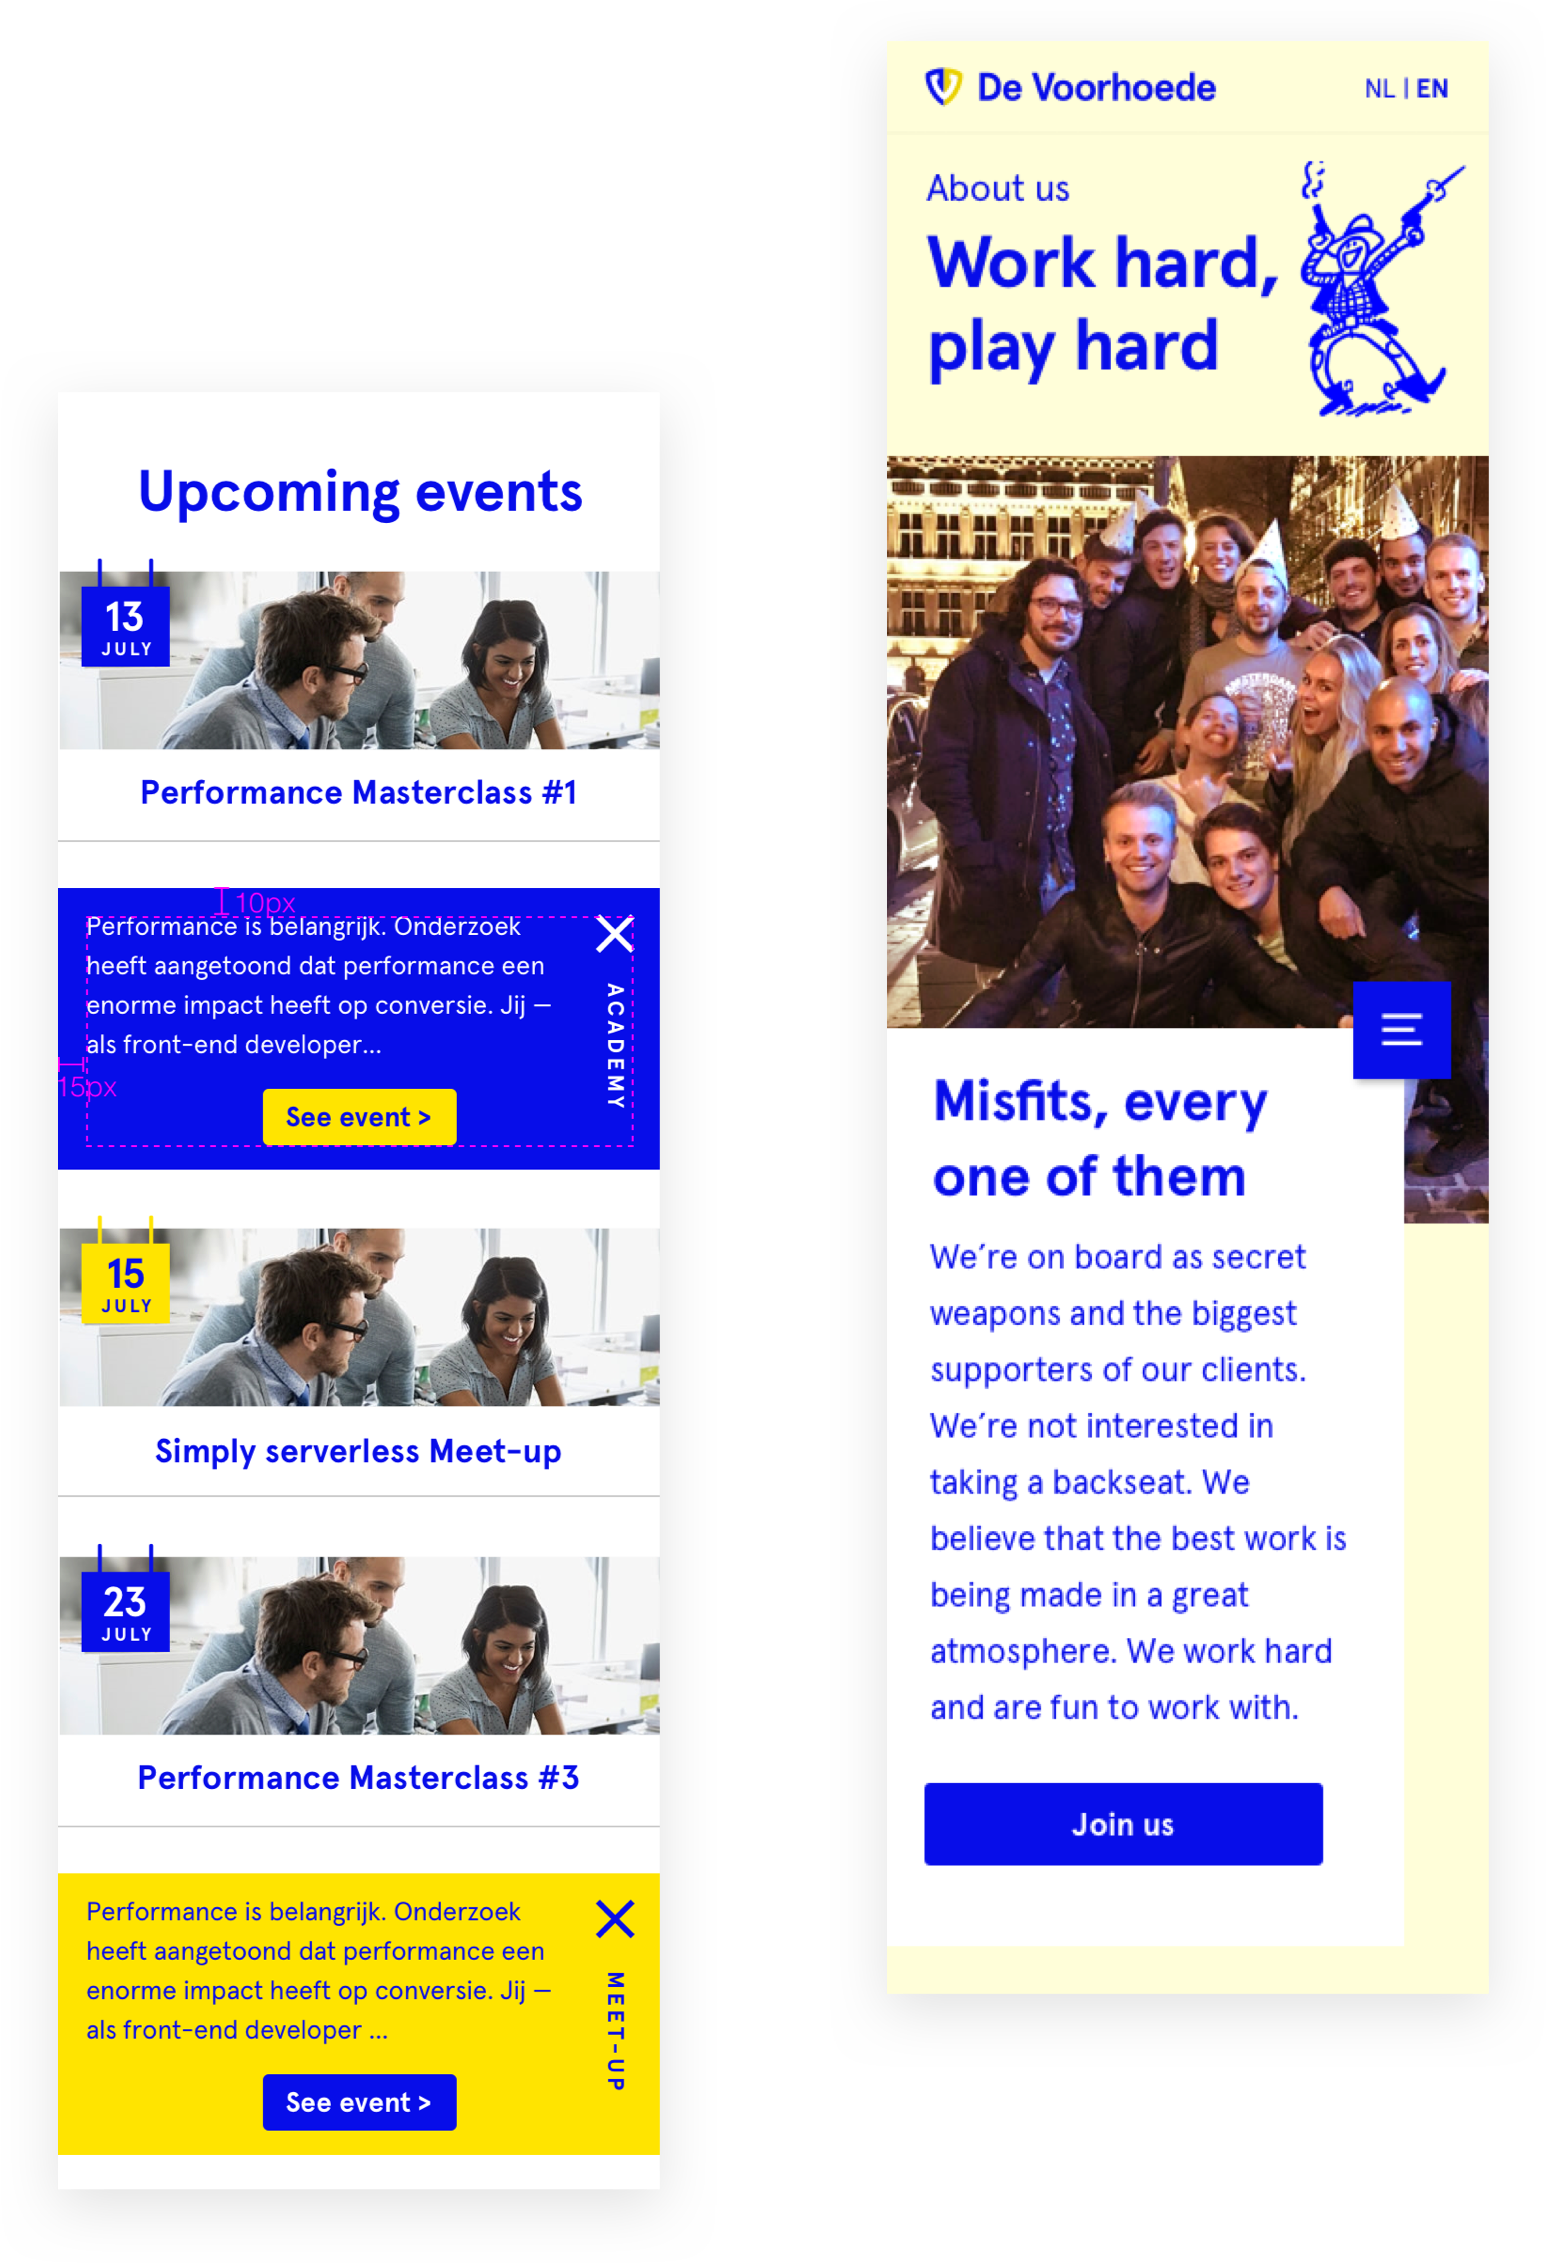 Upcoming events
13
JULY
Performance Masterclass #1
10px
Performance is belangrijk. Onderzoek
heeft aangetoond dat performance een
enorme impact heeft op conversie. Jij –
als front-end developer...
15px
See event >
ACADEMY
15
JULY
Simply serverless Meet-up
23
JULY
Performance Masterclass #3
Performance is belangrijk. Onderzoek
heeft aangetoond dat performance een
enorme impact heeft op conversie. Jij –
als front-end developer ...
See event >
MEET-UP
De Voorhoede
NL | EN
About us
Work hard,
play hard
AMSTERDAM
Misfits, every
one of them
We’re on board as secret
weapons and the biggest
supporters of our clients.
We’re not interested in
taking a backseat. We
believe that the best work is
being made in a great
atmosphere. We work hard
and are fun to work with.
Join us